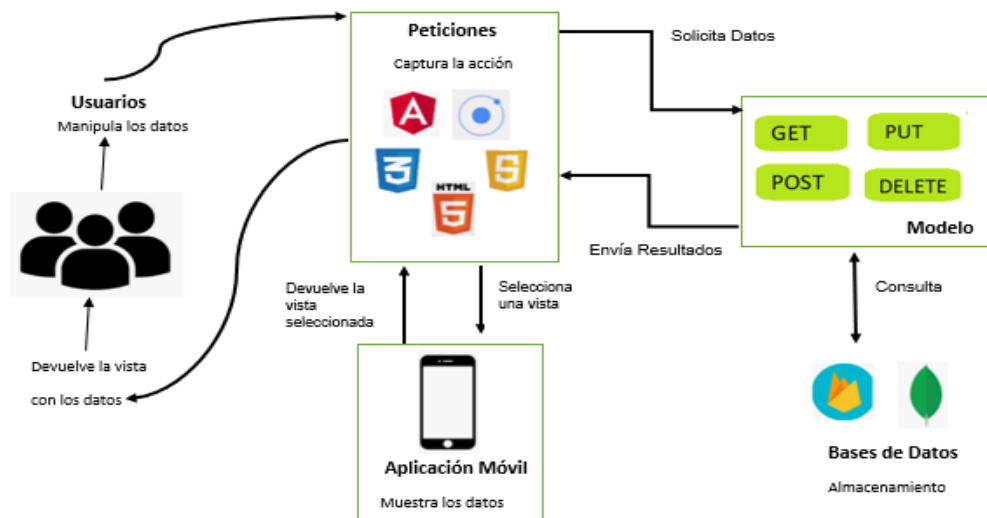 Peticiones
Captura la acción
HTML
Usuarios
Manipula los datos
Solicita Datos
GET
PUT
POST
DELETE
Modelo
Envía Resultados
Devuelve la
vista
seleccionada
Selecciona
una vista
Consulta
Devuelve la vista
con los datos
Aplicación Móvil
Muestra los datos
Bases de Datos
Almacenamiento